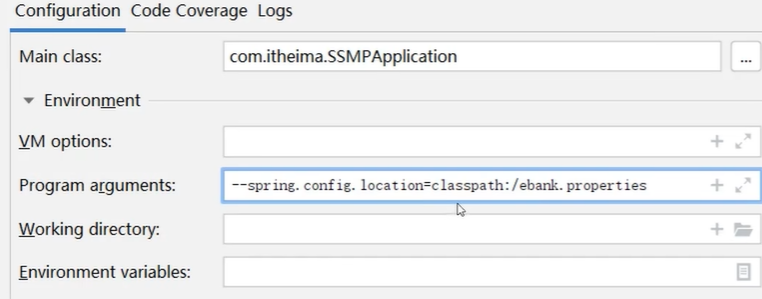 Configuration Code Coverage Logs
Main class: com.itheima.SSMPApplication ...
Environment
VM options:
Program arguments: --spring.config.location=classpath:/ebank.properties
Working directory:
Environment variables: